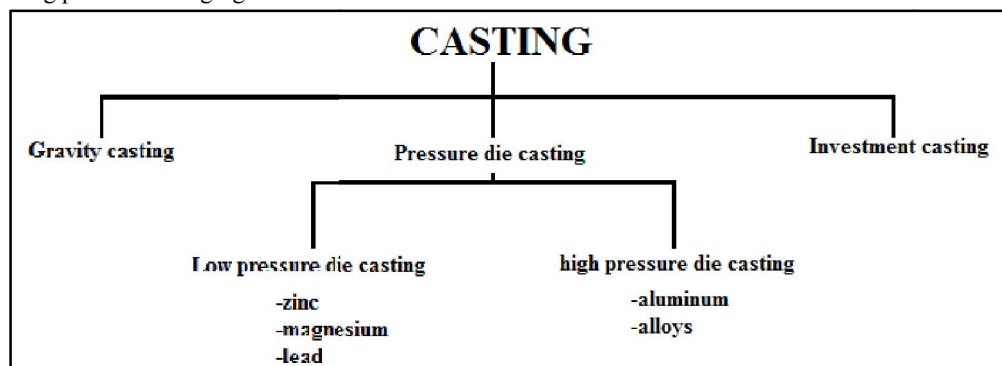 CASTING
Gravity casting
Pressure die casting
Investment casting
Low pressure die casting
high pressure die casting
-zinc
-magnesium
-lead
-aluminum
-alloys